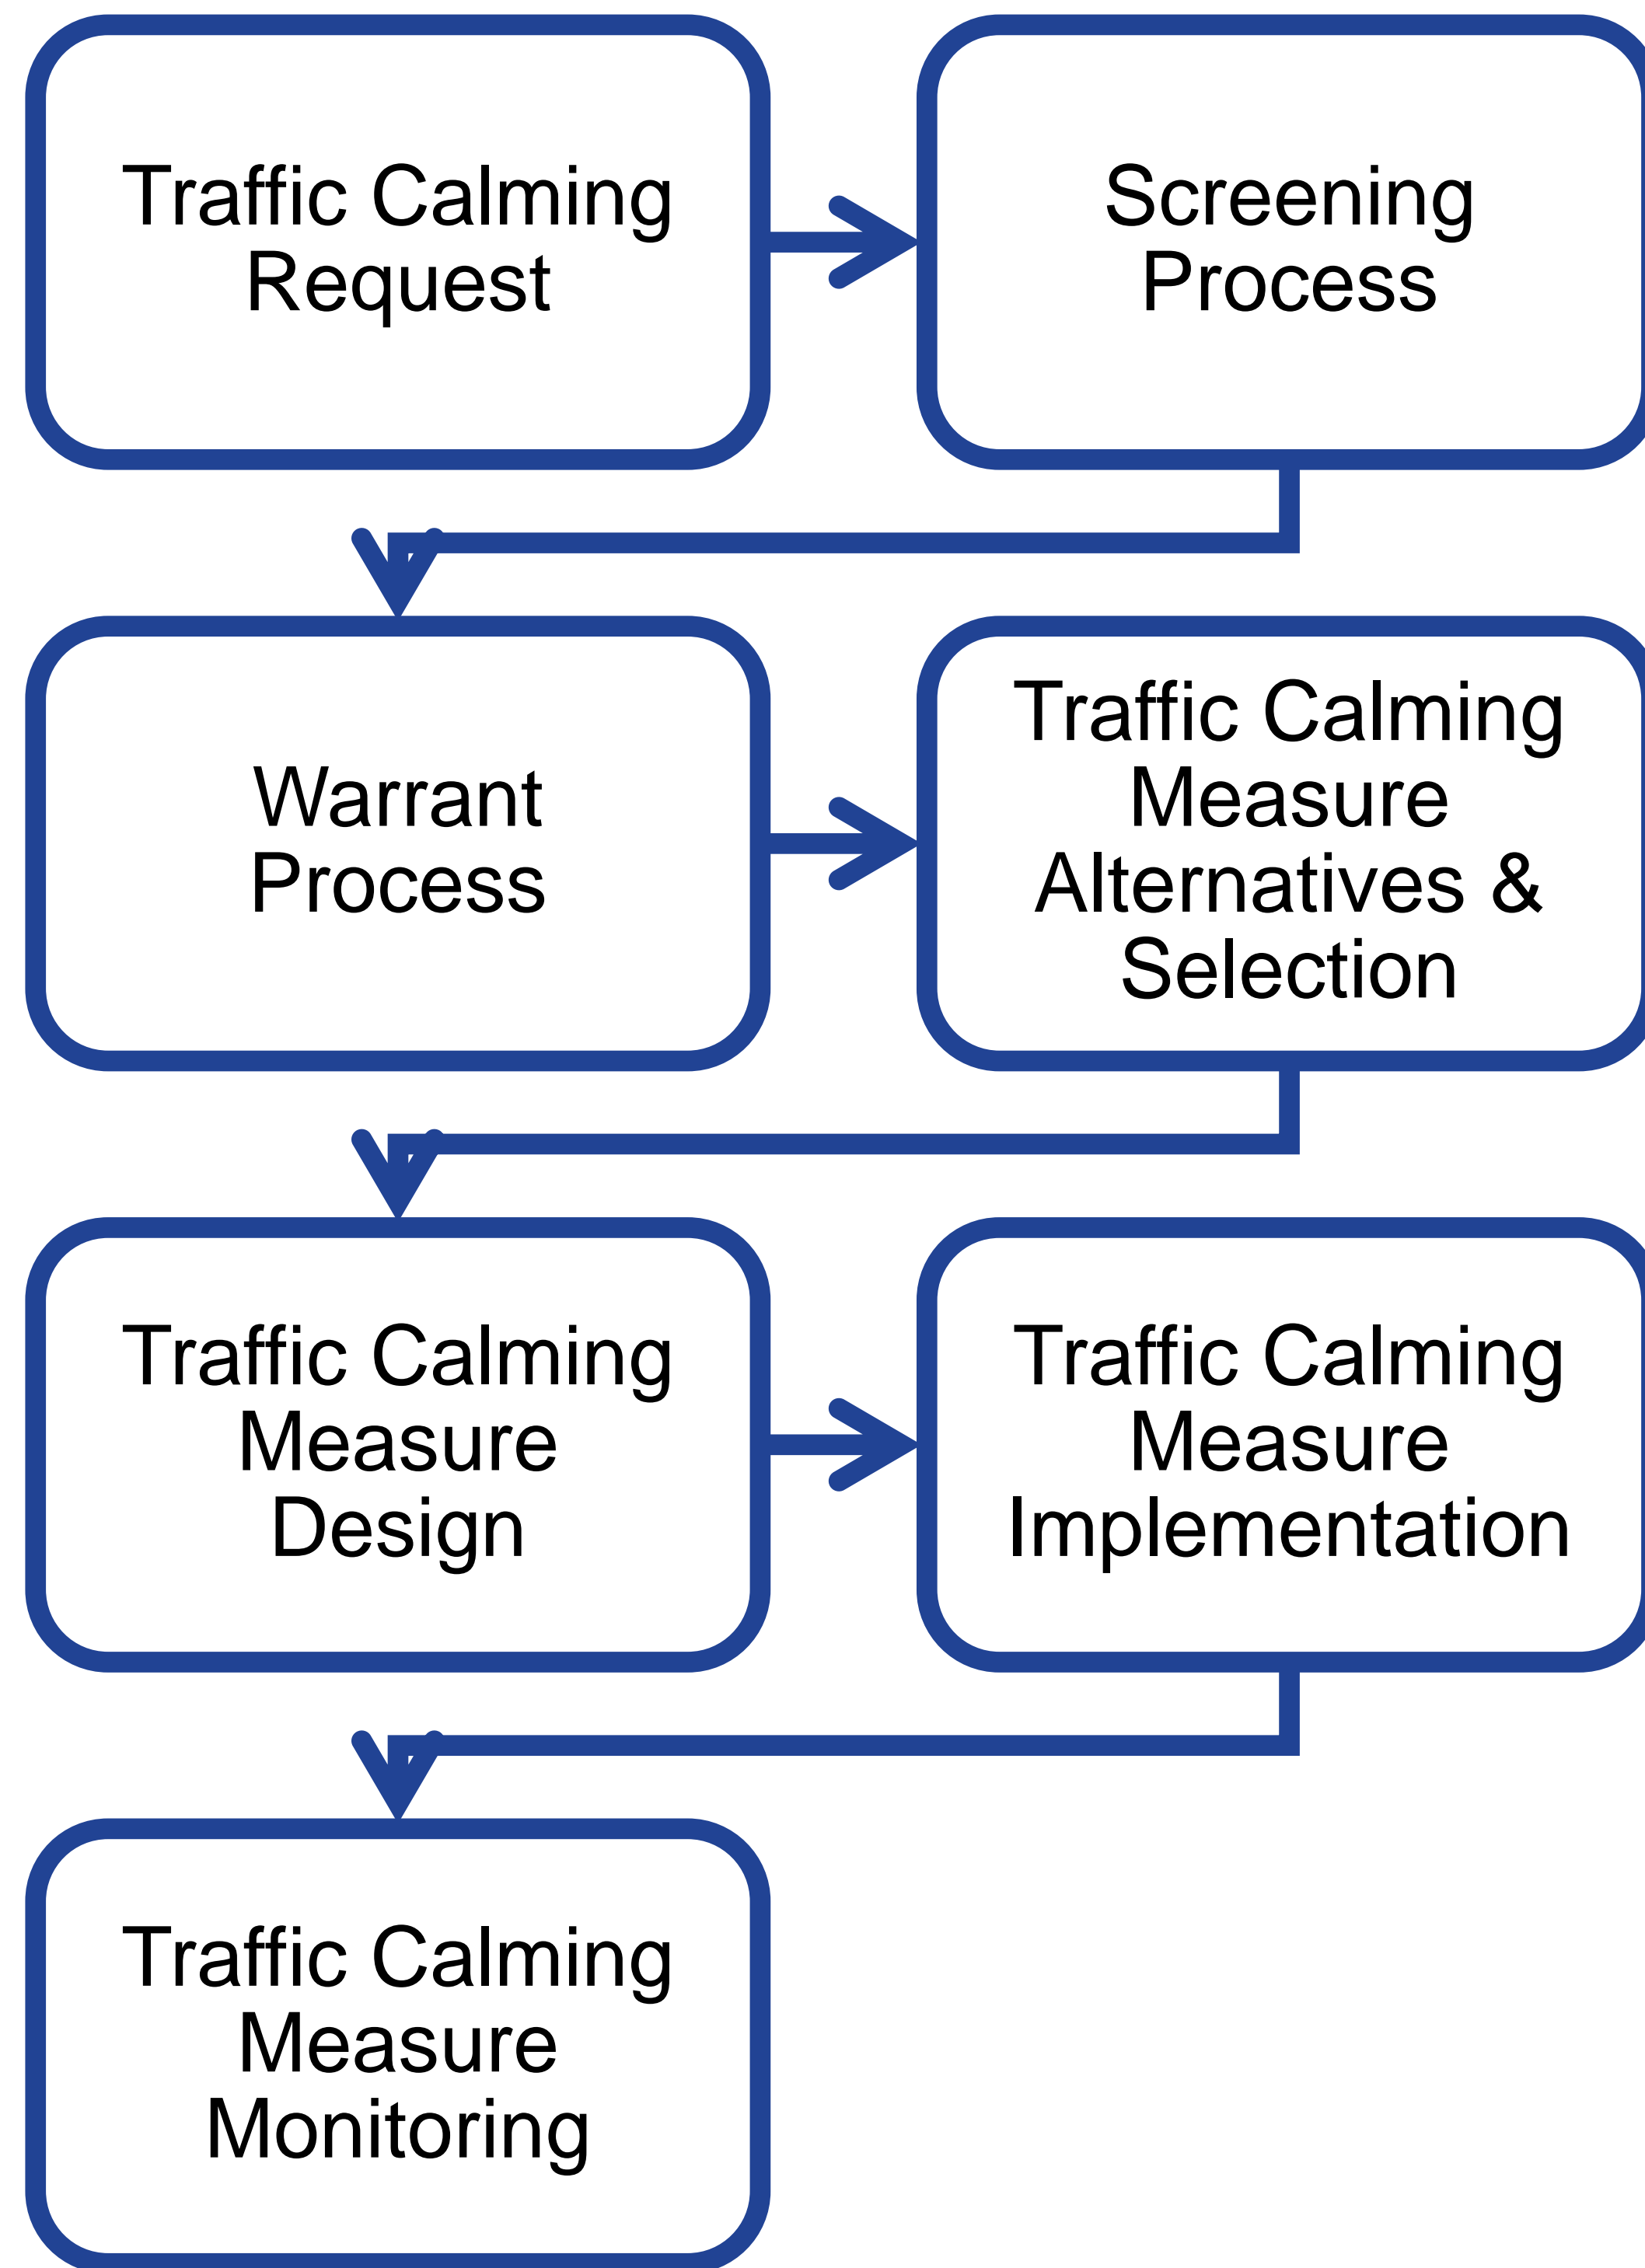 Traffic Calming
Request
Screening
Process
Warrant
Process
Traffic Calming
Measure
Alternatives &
Selection
Traffic Calming
Measure
Design
Traffic Calming
Measure
Implementation
Traffic Calming
Measure
Monitoring